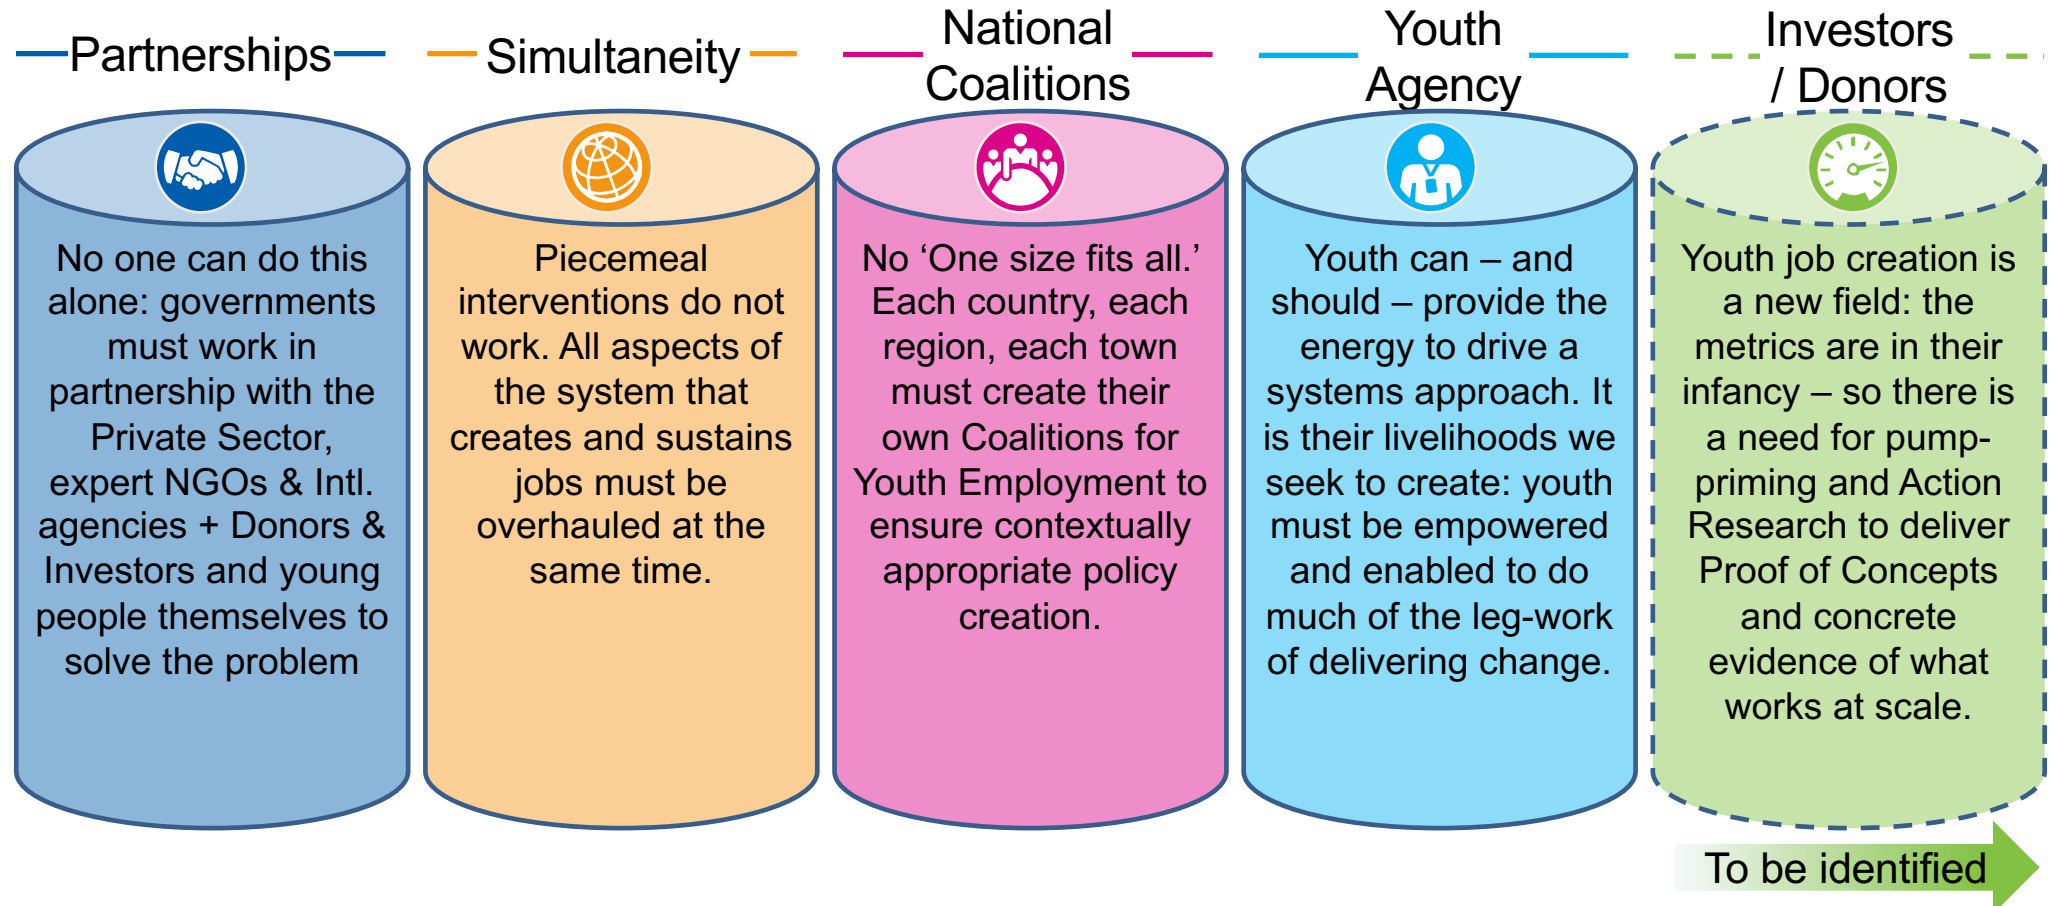 Partnerships
No one can do this
alone: governments
must work in
partnership with the
Private Sector,
expert NGOs & Intl.
agencies + Donors &
Investors and young
people themselves to
solve the problem
Simultaneity
Piecemeal
interventions do not
work. All aspects of
the system that
creates and sustains
jobs must be
overhauled at the
same time.
National
Coalitions
No ‘One size fits all.’
Each country, each
region, each town
must create their
own Coalitions for
Youth Employment to
ensure contextually
appropriate policy
creation.
Youth
Agency
Youth can – and
should – provide the
energy to drive a
systems approach. It
is their livelihoods we
seek to create: youth
must be empowered
and enabled to do
much of the leg-work
of delivering change.
Investors
/ Donors
Youth job creation is
a new field: the
metrics are in their
infancy – so there is
a need for pump-
priming and Action
Research to deliver
Proof of Concepts
and concrete
evidence of what
works at scale.
To be identified